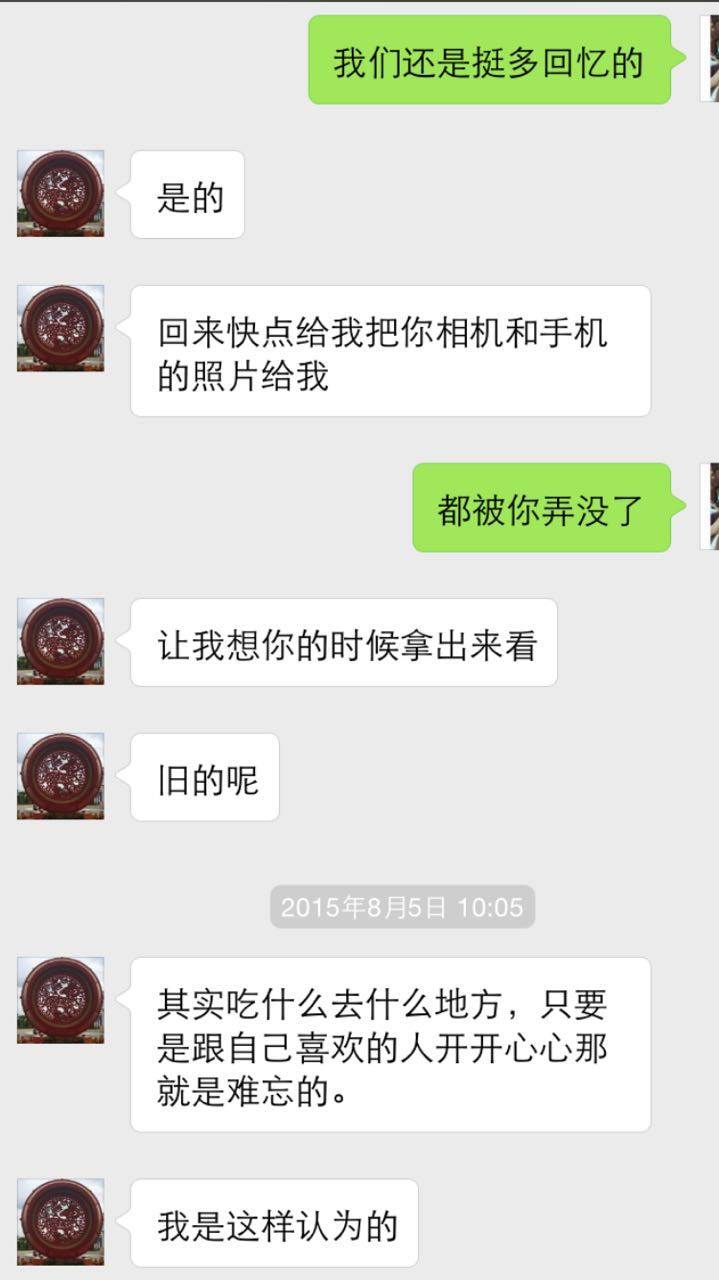 我们还是挺多回忆的
是的
回来快点给我把你相机和手机
的照片给我
都被你弄没了
让我想你的时候拿出来看
旧的呢
2015年8月5日 10:05
其实吃什么去什么地方，只要
是跟自己喜欢的人开开心心那
就是难忘的。
我是这样认为的